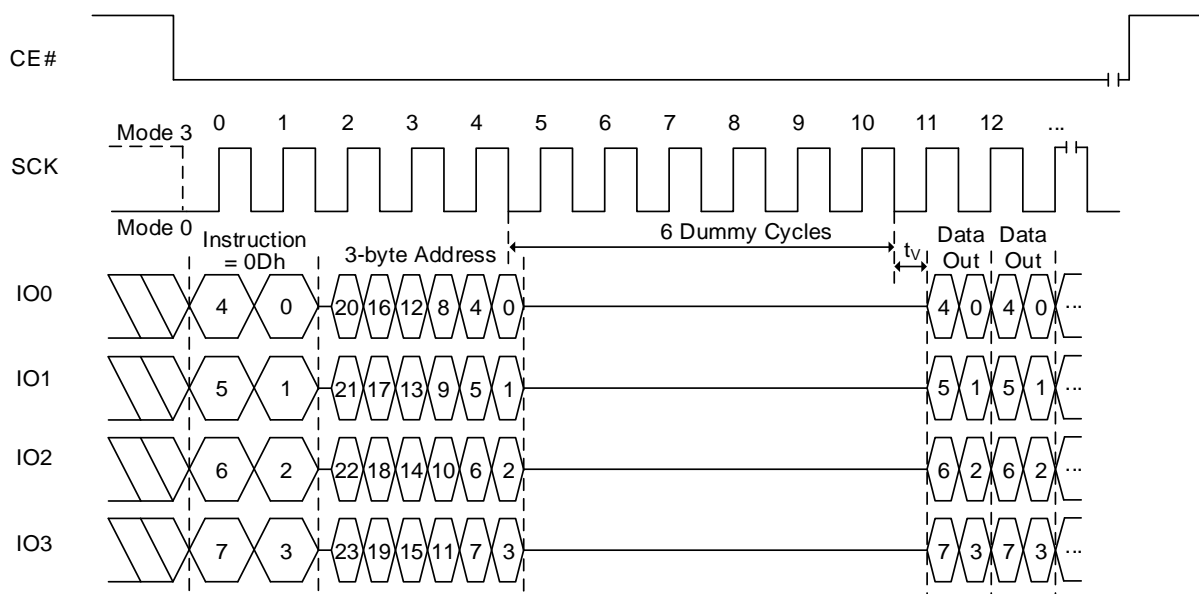 CE#
0 1 2 3 4 5 6 7 8 9 10 11 12 ...
Mode 3
SCK
Mode 0
Instruction
= 0Dh
3-byte Address
6 Dummy Cycles
tV
Data
Out
Data
Out
IO0 4 0 20 16 12 8 4 0 4 0 4 0 ...
IO1 5 1 21 17 13 9 5 1 5 1 5 1 ...
IO2 6 2 22 18 14 10 6 2 6 2 6 2 ...
IO3 7 3 23 19 15 11 7 3 7 3 7 3 ...